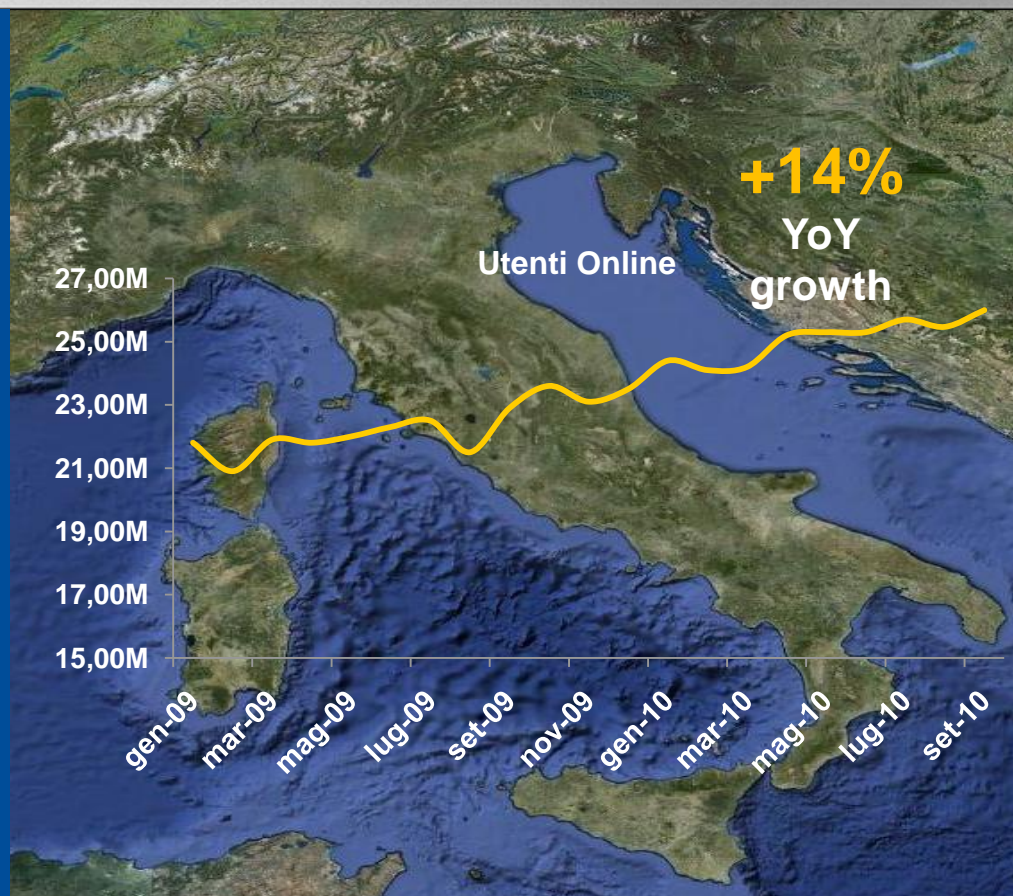 +14%
YoY
growth
Utenti Online
27,00M
25,00M
23,00M
21,00M
19,00M
17,00M
15,00M
gen-09
mar-09
mag-09
lug-09
set-09
nov-09
gen-10
mar-10
mag-10
lug-10
set-10